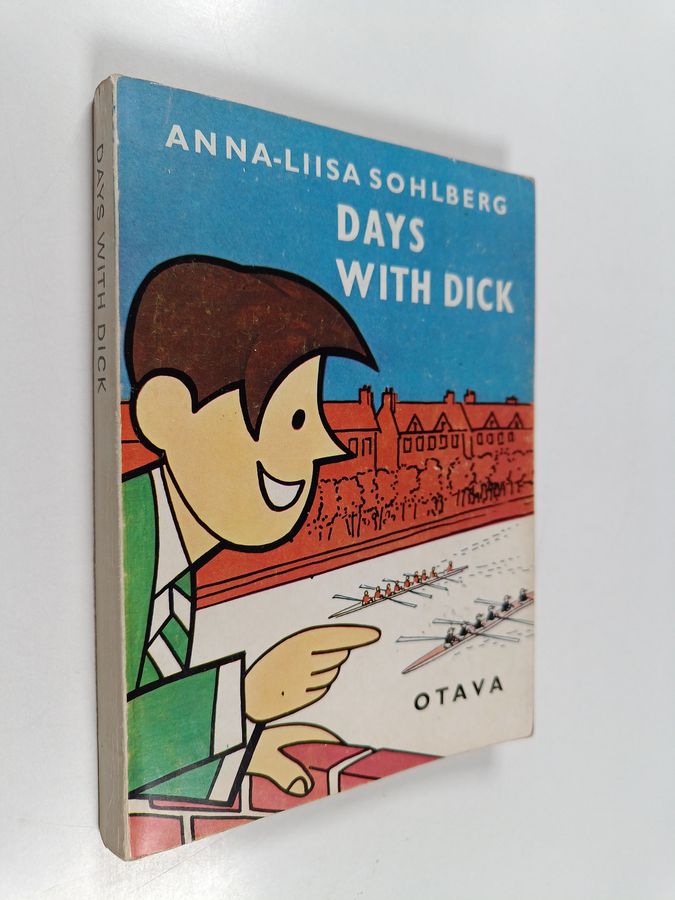 ANNA-LIISA SOHLBERG
DAYS
WITH DICK
OTAVA
DAYS WITH DICK